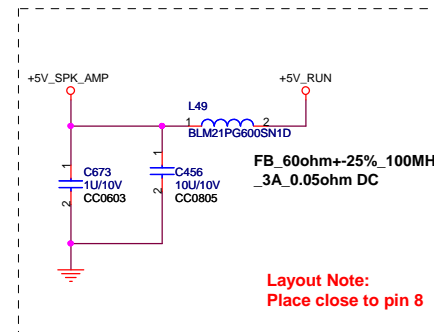 +5V_SPK_AMP
+5V_RUN
L49
1
2
BLM21PG600SN1D
FB_60ohm+-25%_100MH
_3A_0.05ohm DC
1
C673
1U/10V
CC0603
2
1
C456
10U/10V
CC0805
2
Layout Note:
Place close to pin 8